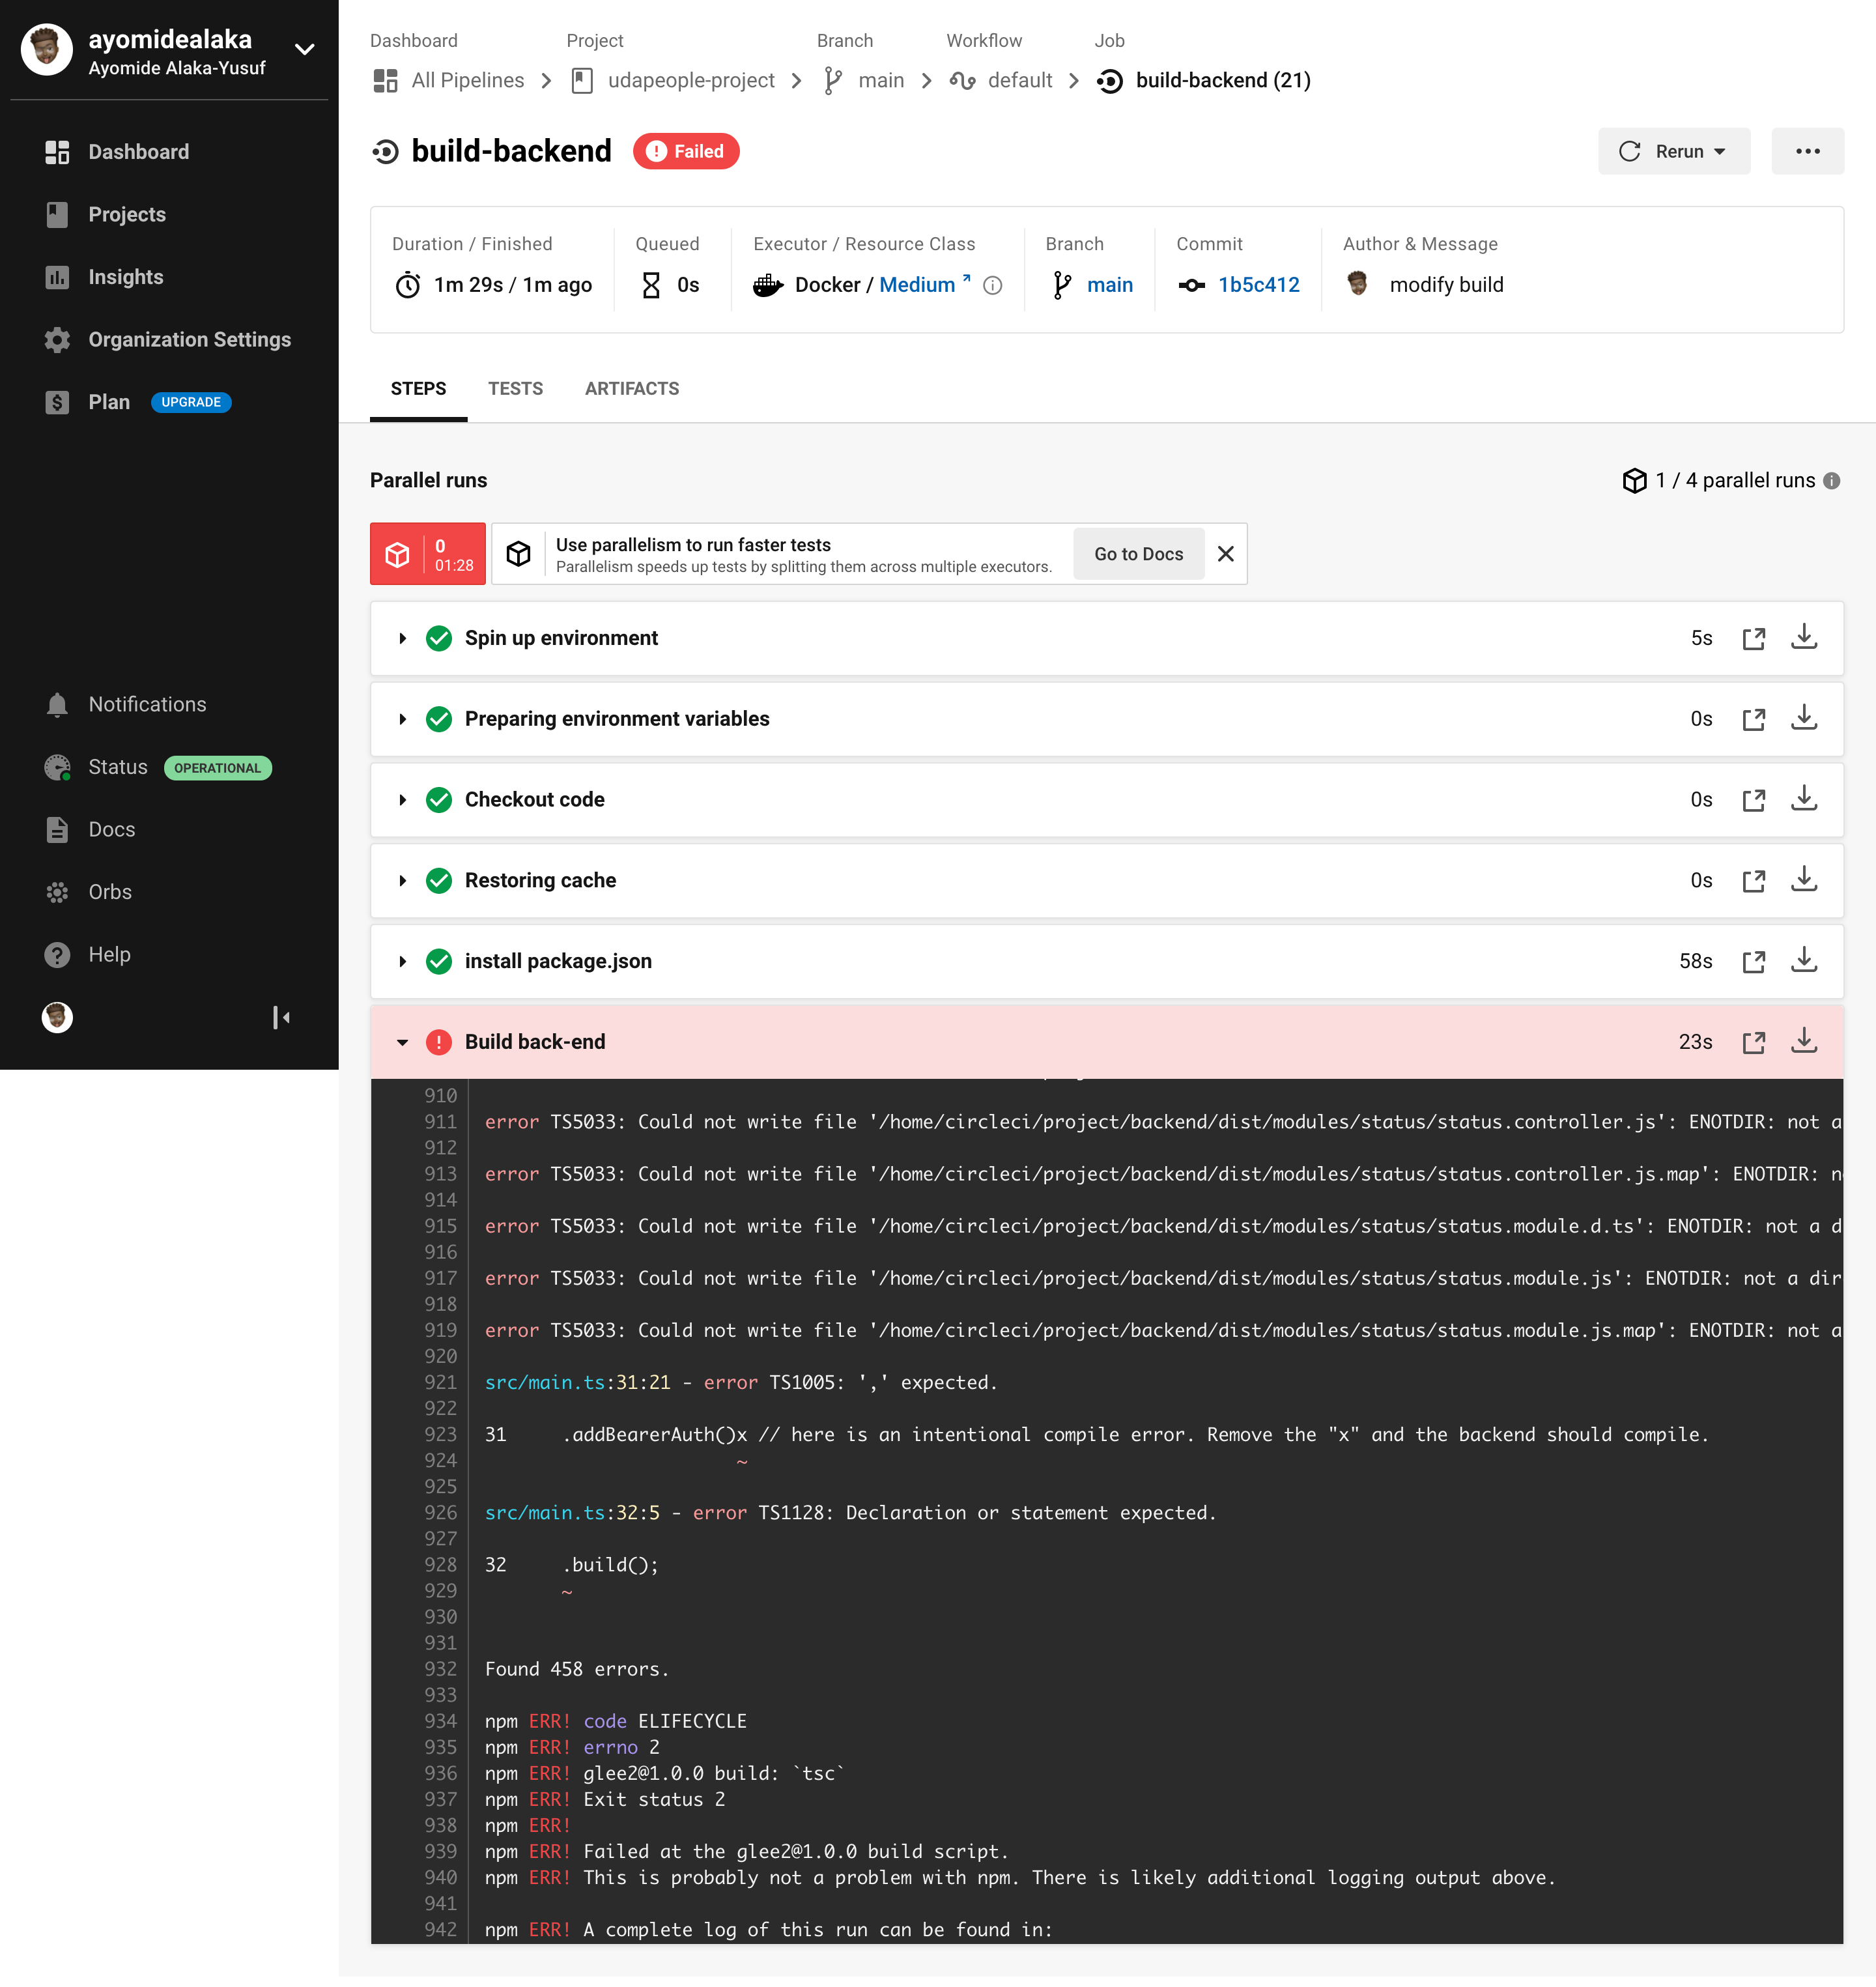 ayomidealaka
Ayomide Alaka-Yusuf
Dashboard
Projects
Insights
Organization Settings
Plan UPGRADE
Notifications
Status OPERATIONAL
Docs
Orbs
Help
Dashboard Project Branch Workflow Job
All Pipelines udapeople-project main default build-backend (21)
build-backend Failed
Rerun
Duration / Finished Queued Executor / Resource Class Branch Commit Author & Message
1m 29s / 1m ago 0s Docker / Medium main 1b5c412 modify build
STEPS TESTS ARTIFACTS
Parallel runs 1 / 4 parallel runs
0
01:28
Use parallelism to run faster tests
Parallelism speeds up tests by splitting them across multiple executors.
Go to Docs
Spin up environment 5s
Preparing environment variables 0s
Checkout code 0s
Restoring cache 0s
install package.json 58s
Build back-end 23s
910
911 error TS5033: Could not write file '/home/circleci/project/backend/dist/modules/status/status.controller.js': ENOTDIR: not a
912
913 error TS5033: Could not write file '/home/circleci/project/backend/dist/modules/status/status.controller.js.map': ENOTDIR: n
914
915 error TS5033: Could not write file '/home/circleci/project/backend/dist/modules/status/status.module.d.ts': ENOTDIR: not a d
916
917 error TS5033: Could not write file '/home/circleci/project/backend/dist/modules/status/status.module.js': ENOTDIR: not a dir
918
919 error TS5033: Could not write file '/home/circleci/project/backend/dist/modules/status/status.module.js.map': ENOTDIR: not a
920
921 src/main.ts:31:21 - error TS1005: ',' expected.
922
923 31     .addBearerAuth()x // here is an intentional compile error. Remove the "x" and the backend should compile.
924 ~
925
926 src/main.ts:32:5 - error TS1128: Declaration or statement expected.
927
928 32     .build();
929 ~
930
931
932 Found 458 errors.
933
934 npm ERR! code ELIFECYCLE
935 npm ERR! errno 2
936 npm ERR! glee2@1.0.0 build: `tsc`
937 npm ERR! Exit status 2
938 npm ERR!
939 npm ERR! Failed at the glee2@1.0.0 build script.
940 npm ERR! This is probably not a problem with npm. There is likely additional logging output above.
941
942 npm ERR! A complete log of this run can be found in: